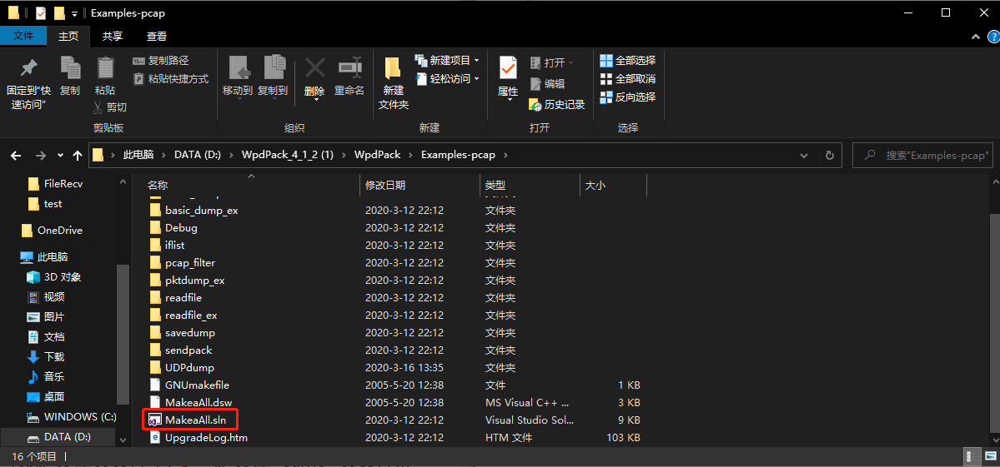 Examples-pcap
文件 主页 共享 查看
固定到"快速访问"
复制
粘贴
复制路径
粘贴快捷方式
剪切
剪贴板
移动到
复制到
删除
重命名
组织
新建文件夹
新建项目
轻松访问
新建
属性
打开
编辑
历史记录
打开
全部选择
全部取消
反向选择
选择
此电脑 > DATA (D:) > WpdPack_4_1_2 (1) > WpdPack > Examples-pcap >
搜索"Examples-pcap"
FileRecv
test
OneDrive
此电脑
3D 对象
视频
图片
文档
下载
音乐
桌面
WINDOWS (C:)
DATA (D:)
名称 修改日期 类型 大小
basic_dump_ex 2020-3-12 22:12 文件夹
Debug 2020-3-12 22:12 文件夹
iflist 2020-3-12 22:12 文件夹
pcap_filter 2020-3-12 22:12 文件夹
pktdump_ex 2020-3-12 22:12 文件夹
readfile 2020-3-12 22:12 文件夹
readfile_ex 2020-3-12 22:12 文件夹
savedump 2020-3-12 22:12 文件夹
sendpack 2020-3-12 22:12 文件夹
UDPdump 2020-3-16 13:35 文件夹
GNUmakefile 2005-5-20 12:38 文件 1 KB
MakeaAll.dsw 2005-5-20 12:38 MS Visual C++ ... 3 KB
MakeaAll.sln 2020-3-12 22:12 Visual Studio Sol... 9 KB
UpgradeLog.htm 2020-3-12 22:12 HTM 文件 103 KB
16 个项目